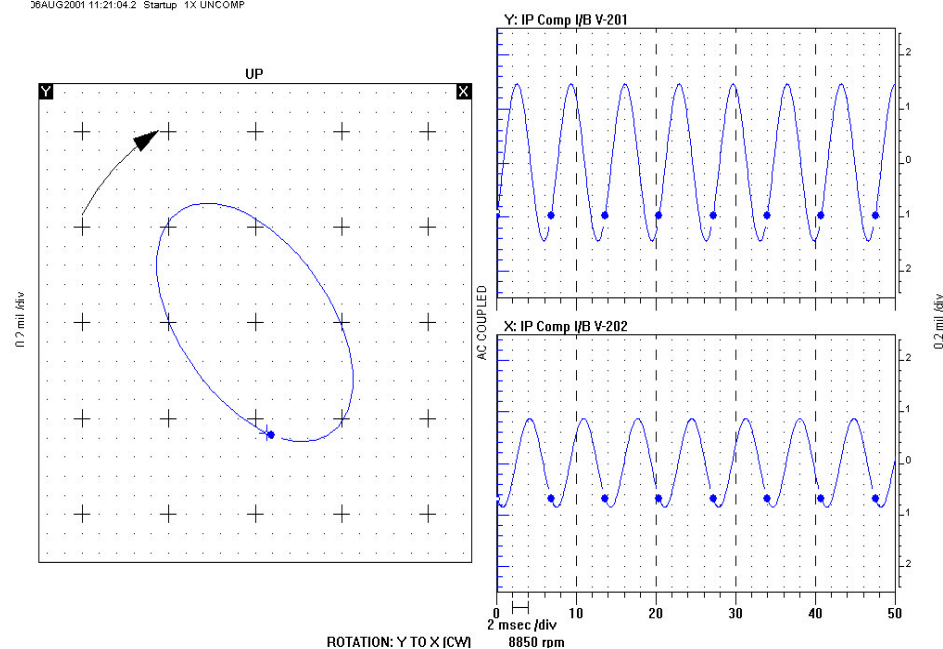 06AUG2001 11:21:04.2 Startup 1X UNCOMP
UP
Y
X
0.2 mil /div
ROTATION: Y TO X (CW)
Y: IP Comp I/B V-201
2
1
0
1
2
AC COUPLED
0.2 mil /div
X: IP Comp I/B V-202
2
1
0
1
2
0 10 20 30 40 50
2 msec /div
8850 rpm